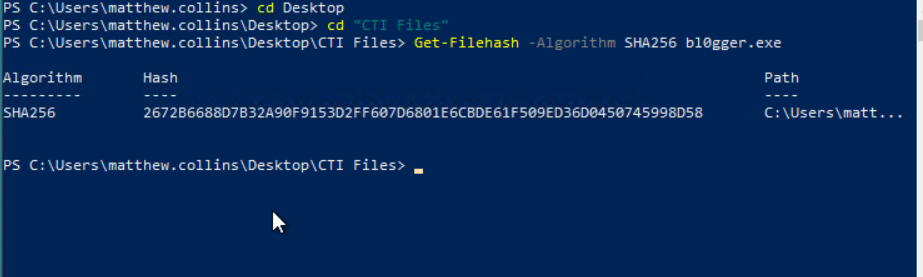 PS C:\Users\matthew.collins> cd Desktop
PS C:\Users\matthew.collins\Desktop> cd "CTI Files"
PS C:\Users\matthew.collins\Desktop\CTI Files> Get-Filehash -Algorithm SHA256 bl0gger.exe
Algorithm Hash Path
--------- ---- ----
SHA256 2672B6688D7B32A90F9153D2FF607D6801E6CBDE61F509ED36D0450745998D58 C:\Users\matt...
PS C:\Users\matthew.collins\Desktop\CTI Files>